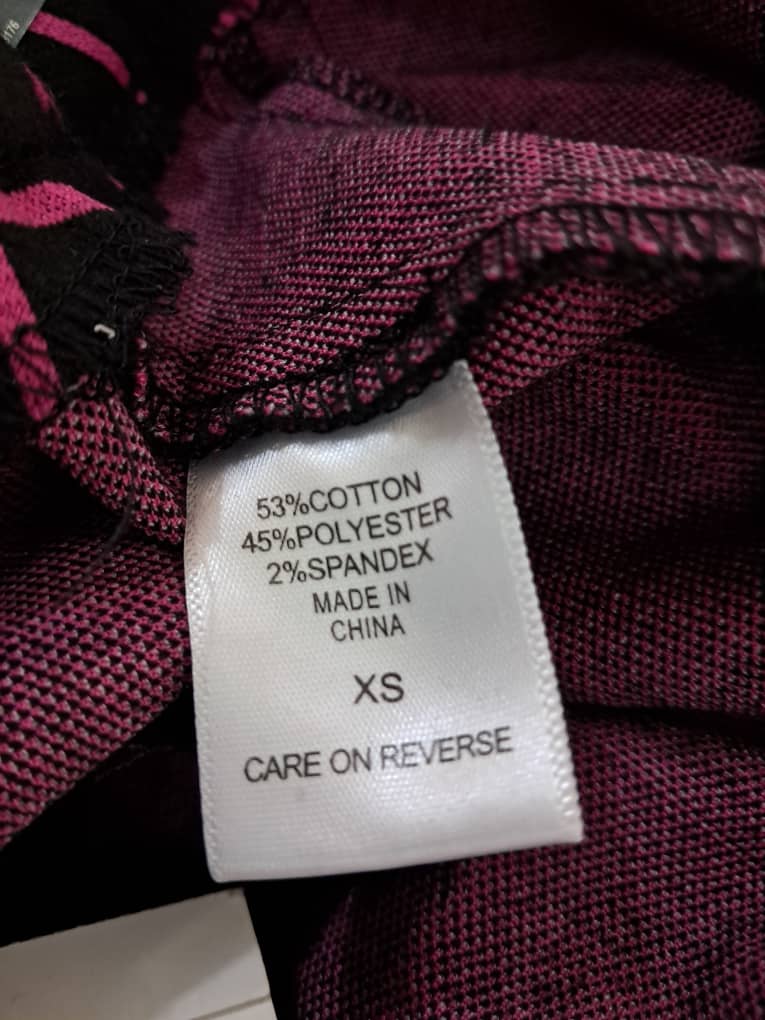 53%COTTON
45%POLYESTER
2%SPANDEX
MADE IN
CHINA
XS
CARE ON REVERSE